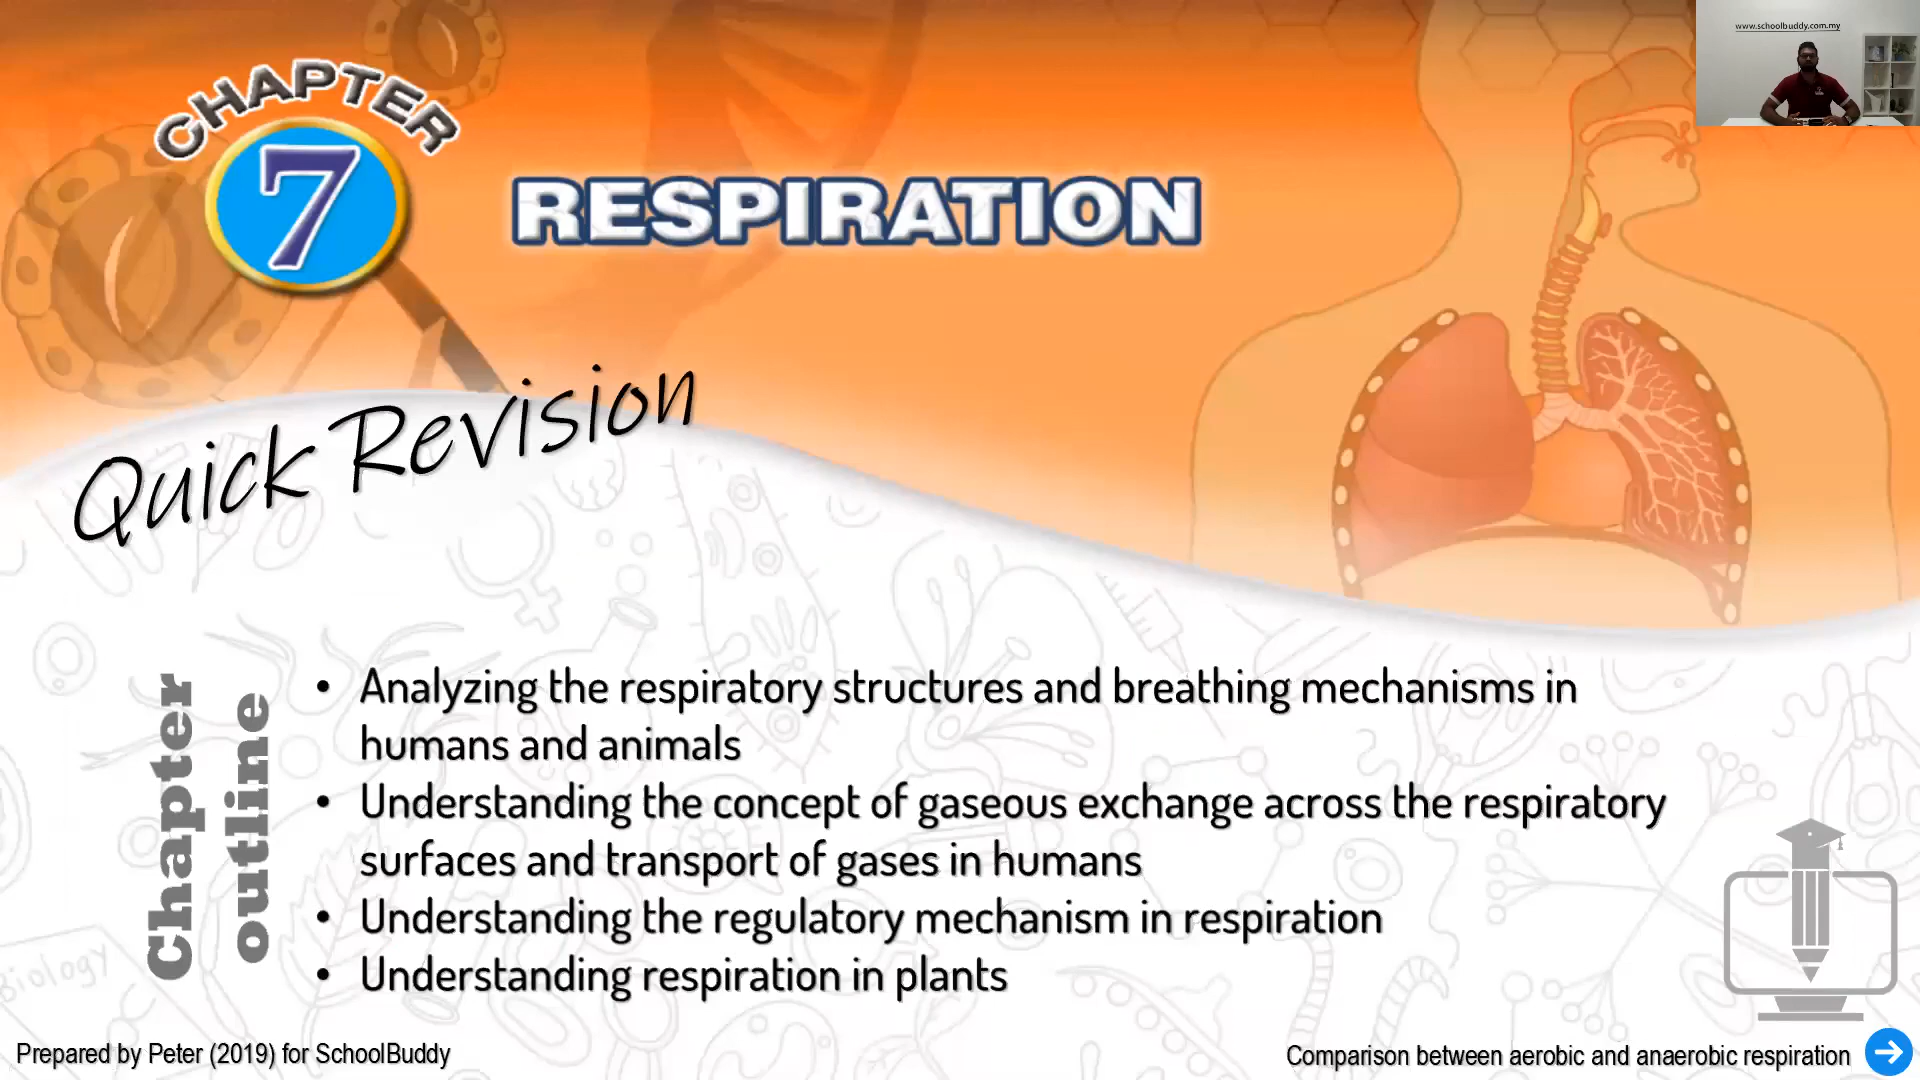 www.schoolbuddy.com.my
CHAPTER
7
RESPIRATION
Quick Revision
Chapter
outline
• Analyzing the respiratory structures and breathing mechanisms in
humans and animals
• Understanding the concept of gaseous exchange across the respiratory
surfaces and transport of gases in humans
• Understanding the regulatory mechanism in respiration
• Understanding respiration in plants
Biology
Prepared by Peter (2019) for SchoolBuddy
Comparison between aerobic and anaerobic respiration